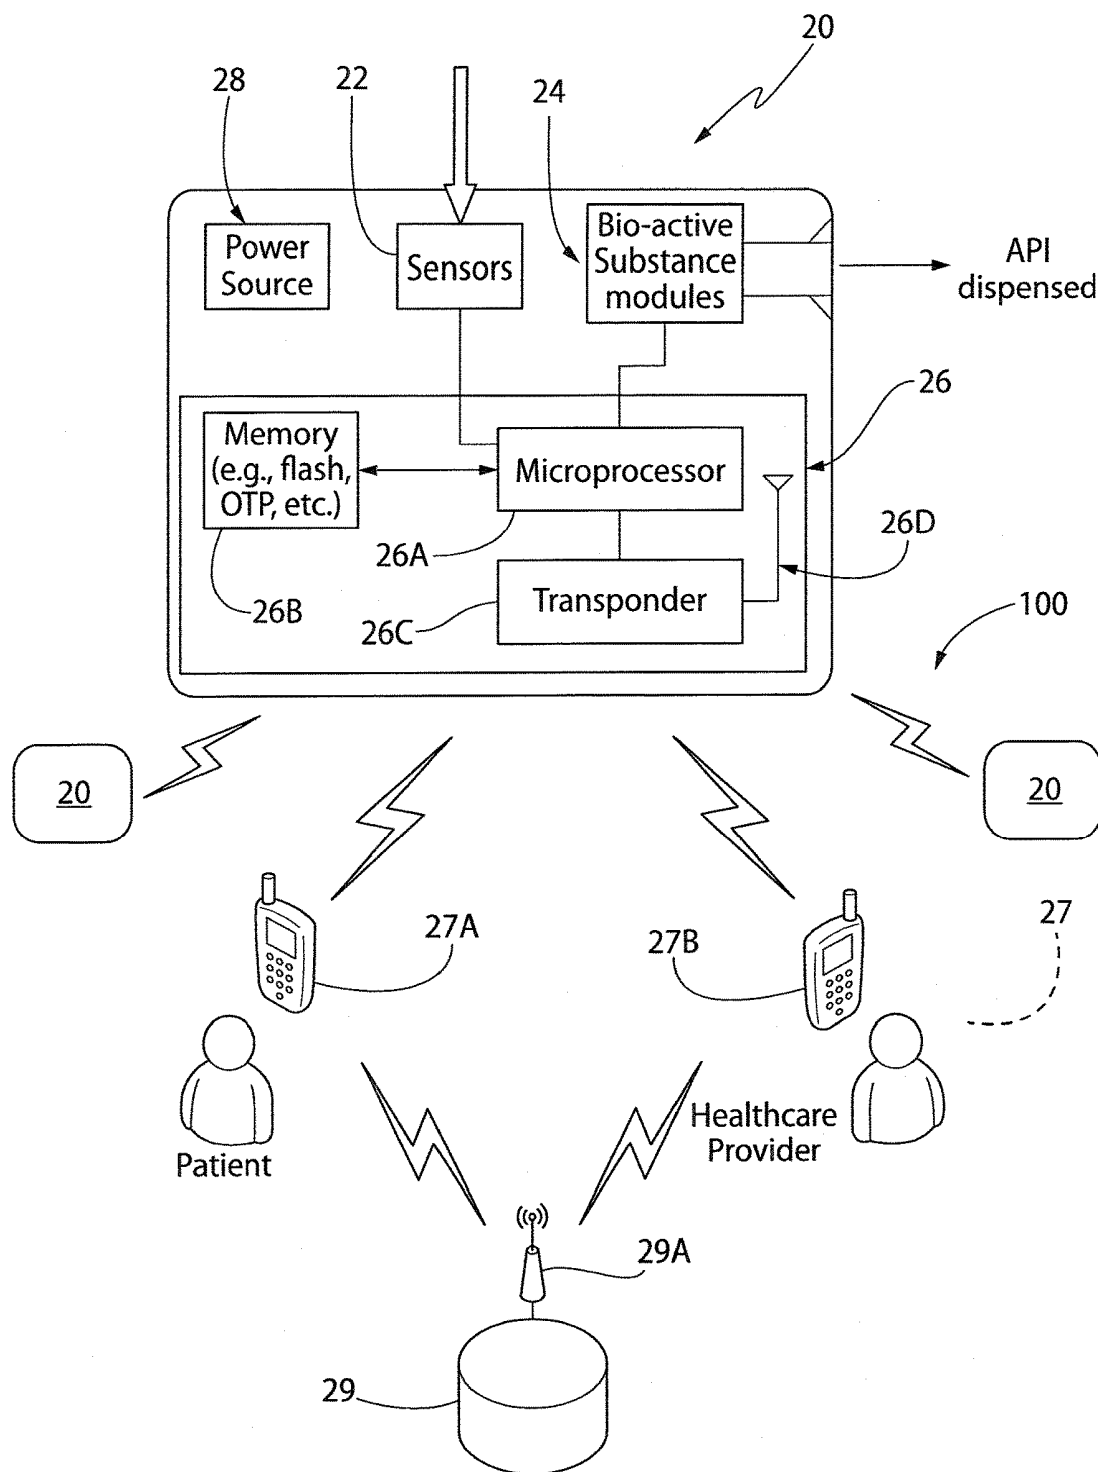 20
28
22
24
Power
Source
Sensors
Bio-active
Substance
modules
API
dispensed
26
Memory
(e.g., flash,
OTP, etc.)
Microprocessor
26A
26D
26B
Transponder
26C
100
20
20
27A
27B
27
Patient
Healthcare
Provider
29A
29